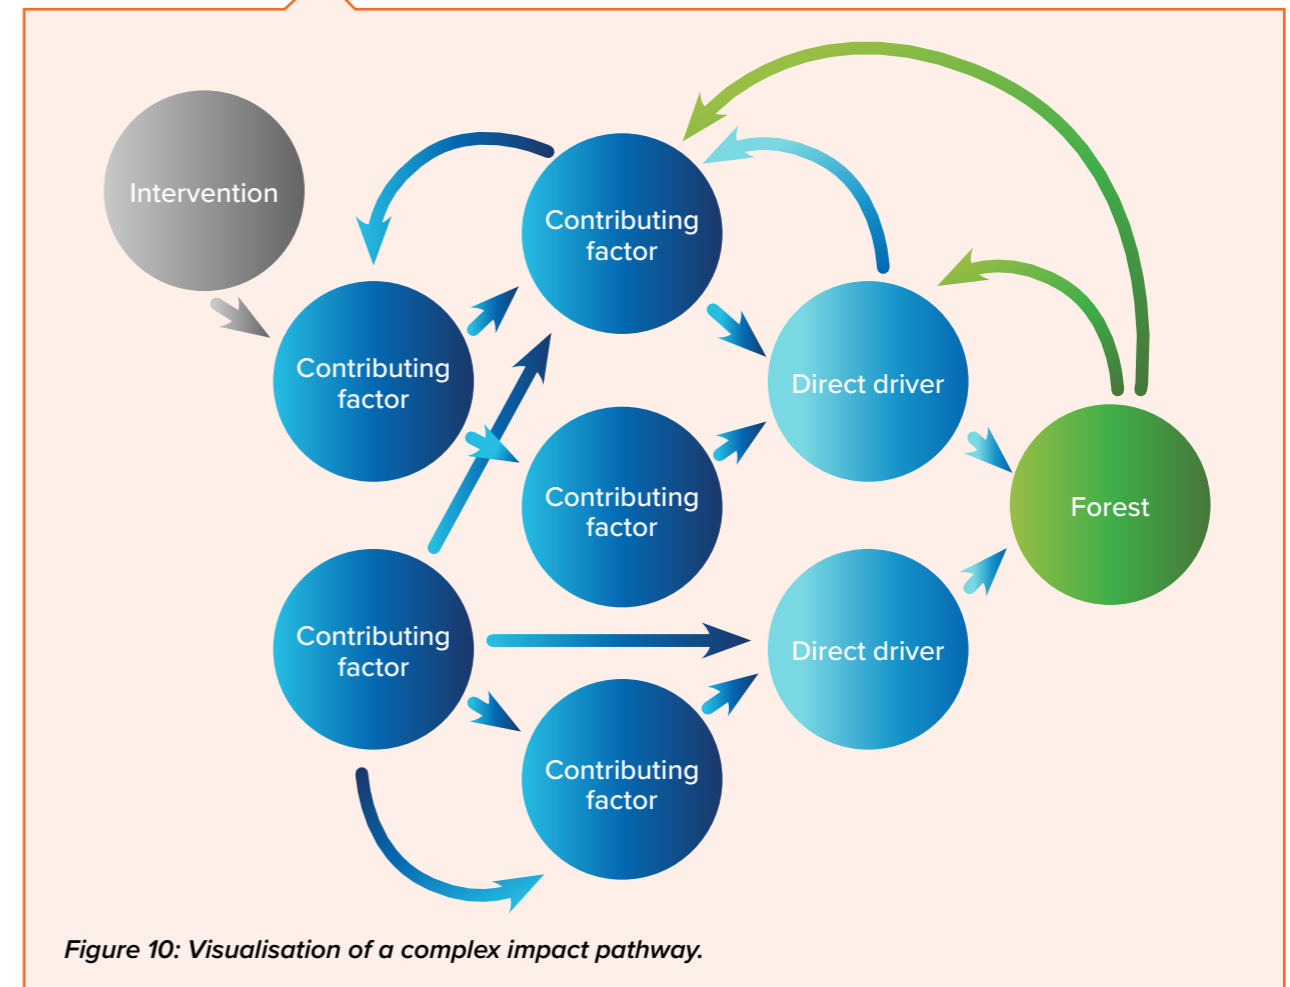 Intervention
Contributing
factor
Contributing
factor
Direct driver
Contributing
factor
Forest
Contributing
factor
Direct driver
Contributing
factor
Figure 10: Visualisation of a complex impact pathway.